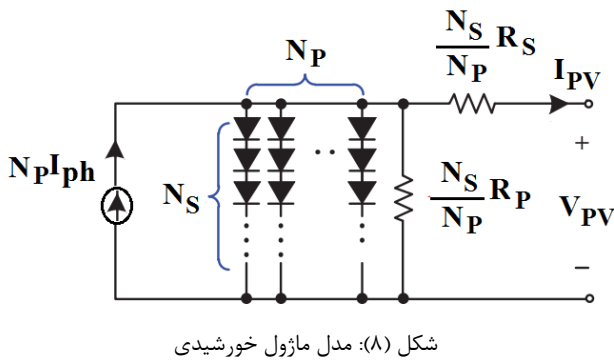 N_P
N_S
N_P I_ph
N_S/N_P R_S
I_PV
+
N_S/N_P R_P
V_PV
−
شکل (۸): مدل ماژول خورشیدی